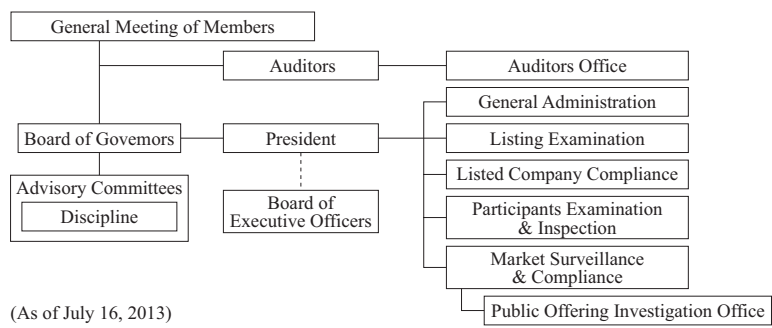 General Meeting of Members
Auditors
Auditors Office
General Administration
Board of Govemors
President
Listing Examination
Listed Company Compliance
Advisory Committees
Discipline
Board of
Executive Officers
Participants Examination
& Inspection
Market Surveillance
& Compliance
Public Offering Investigation Office
(As of July 16, 2013)